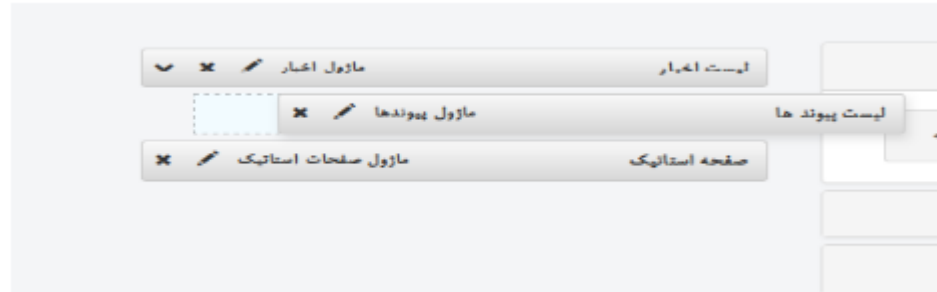 لیست اخبار ماژول اخبار
لیست پیوند ها ماژول پیوندها
صفحه استاتیک ماژول صفحات استاتیک